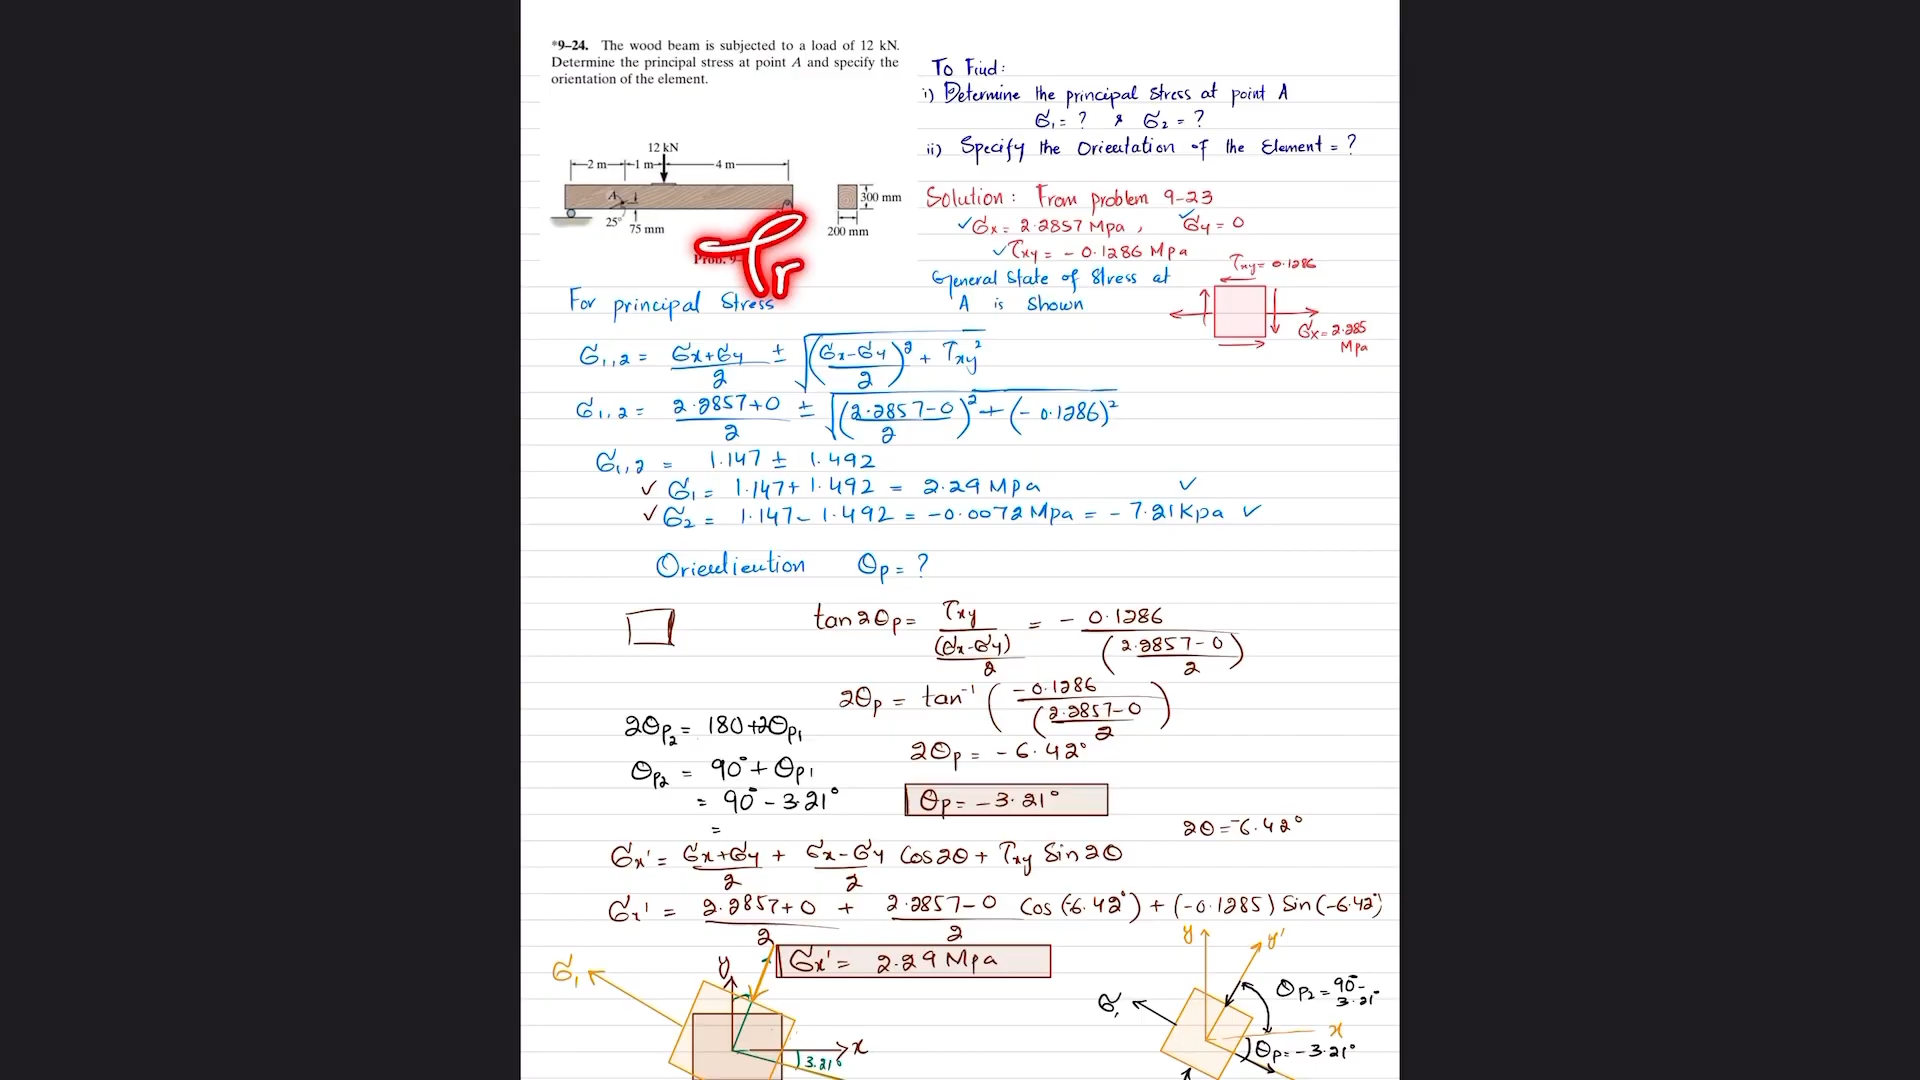 *9–24. The wood beam is subjected to a load of 12 kN.
Determine the principal stress at point A and specify the
orientation of the element.
12 kN
2 m
1 m
4 m
A
25°
75 mm
300 mm
200 mm
Prob. 9-
To Find:
i) Determine the principal Stress at point A
σ1 = ? & σ2 = ?
ii) Specify the Orientation of the Element = ?
Solution: From problem 9-23
✓σx = 2.2857 Mpa, ✓σy = 0
✓τxy = - 0.1286 Mpa
General State of Stress at
A is Shown
τxy = 0.1286
σx = 2.285
Mpa
For principal Stress
σ1,2 = σx+σy/2 ± √((σx-σy/2)² + τxy²)
σ1,2 = 2.2857+0/2 ± √((2.2857-0/2)² + (-0.1286)²)
σ1,2 = 1.147 ± 1.492
✓ σ1 = 1.147+1.492 = 2.29 Mpa ✓
✓ σ2 = 1.147-1.492 = -0.0072 Mpa = -7.21 Kpa ✓
Orientication θp = ?
tan2θp = τxy/((σx-σy)/2) = - 0.1286/(2.2857-0/2)
2θp = tan⁻¹(-0.1286/(2.2857-0/2))
2θp = -6.42°
θp = -3.21°
2θp2 = 180+2θp1
θp2 = 90°+θp1
= 90°-3.21°
=
2θ = -6.42°
σx' = σx+σy/2 + σx-σy/2 Cos2θ + τxy Sin2θ
σx' = 2.2857+0/2 + 2.2857-0/2 Cos(-6.42°) + (-0.1285) Sin(-6.42°)
σx' = 2.29 Mpa
σ1
y
x
3.21°
y
y'
σ1
θp2 = 90-
3.21°
x
θp = -3.21°